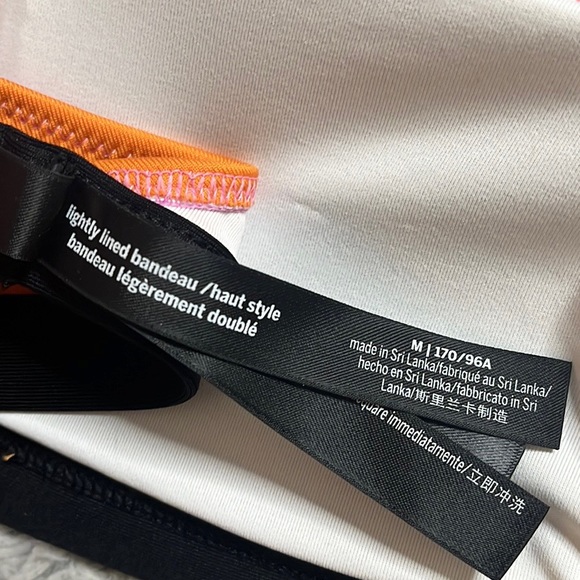 lightly lined bandeau /haut style
bandeau légèrement doublé
M | 170/96A
made in Sri Lanka/fabriqué au Sri Lanka/
hecho en Sri Lanka/fabbricato in Sri
Lanka/斯里兰卡制造
immediatamente/立即冲洗